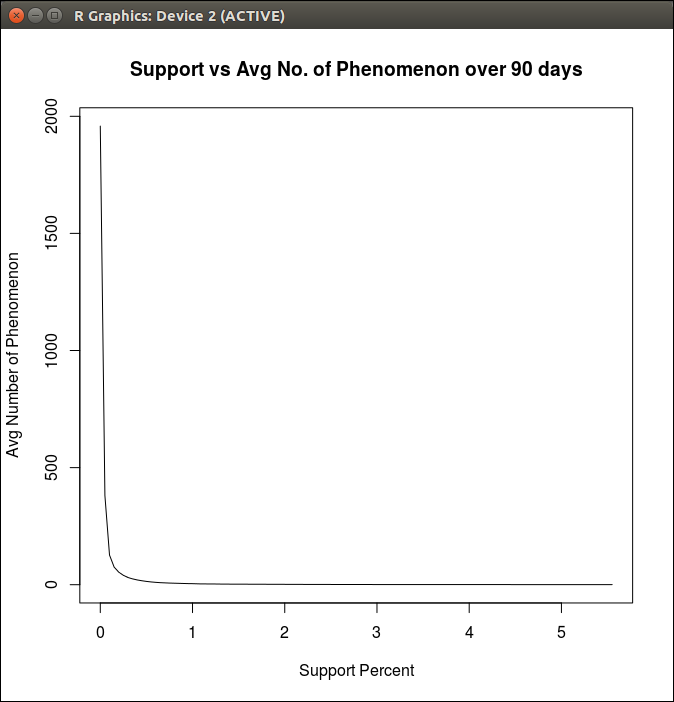 R Graphics: Device 2 (ACTIVE)
Support vs Avg No. of Phenomenon over 90 days
Avg Number of Phenomenon
2000
1500
1000
500
0
0 1 2 3 4 5
Support Percent